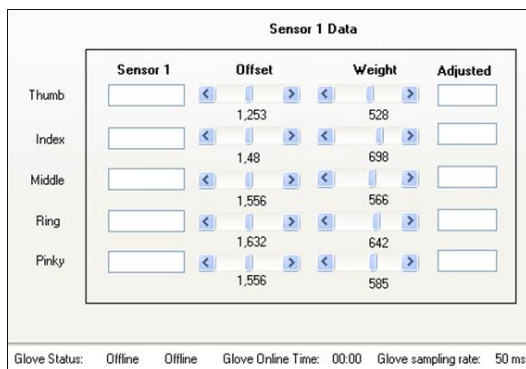 Sensor 1 Data
Sensor 1 Offset Weight Adjusted
Thumb
1,253 528
Index
1,48 698
Middle
1,556 566
Ring
1,632 642
Pinky
1,556 585
Glove Status: Offline Offline Glove Online Time: 00:00 Glove sampling rate: 50 ms